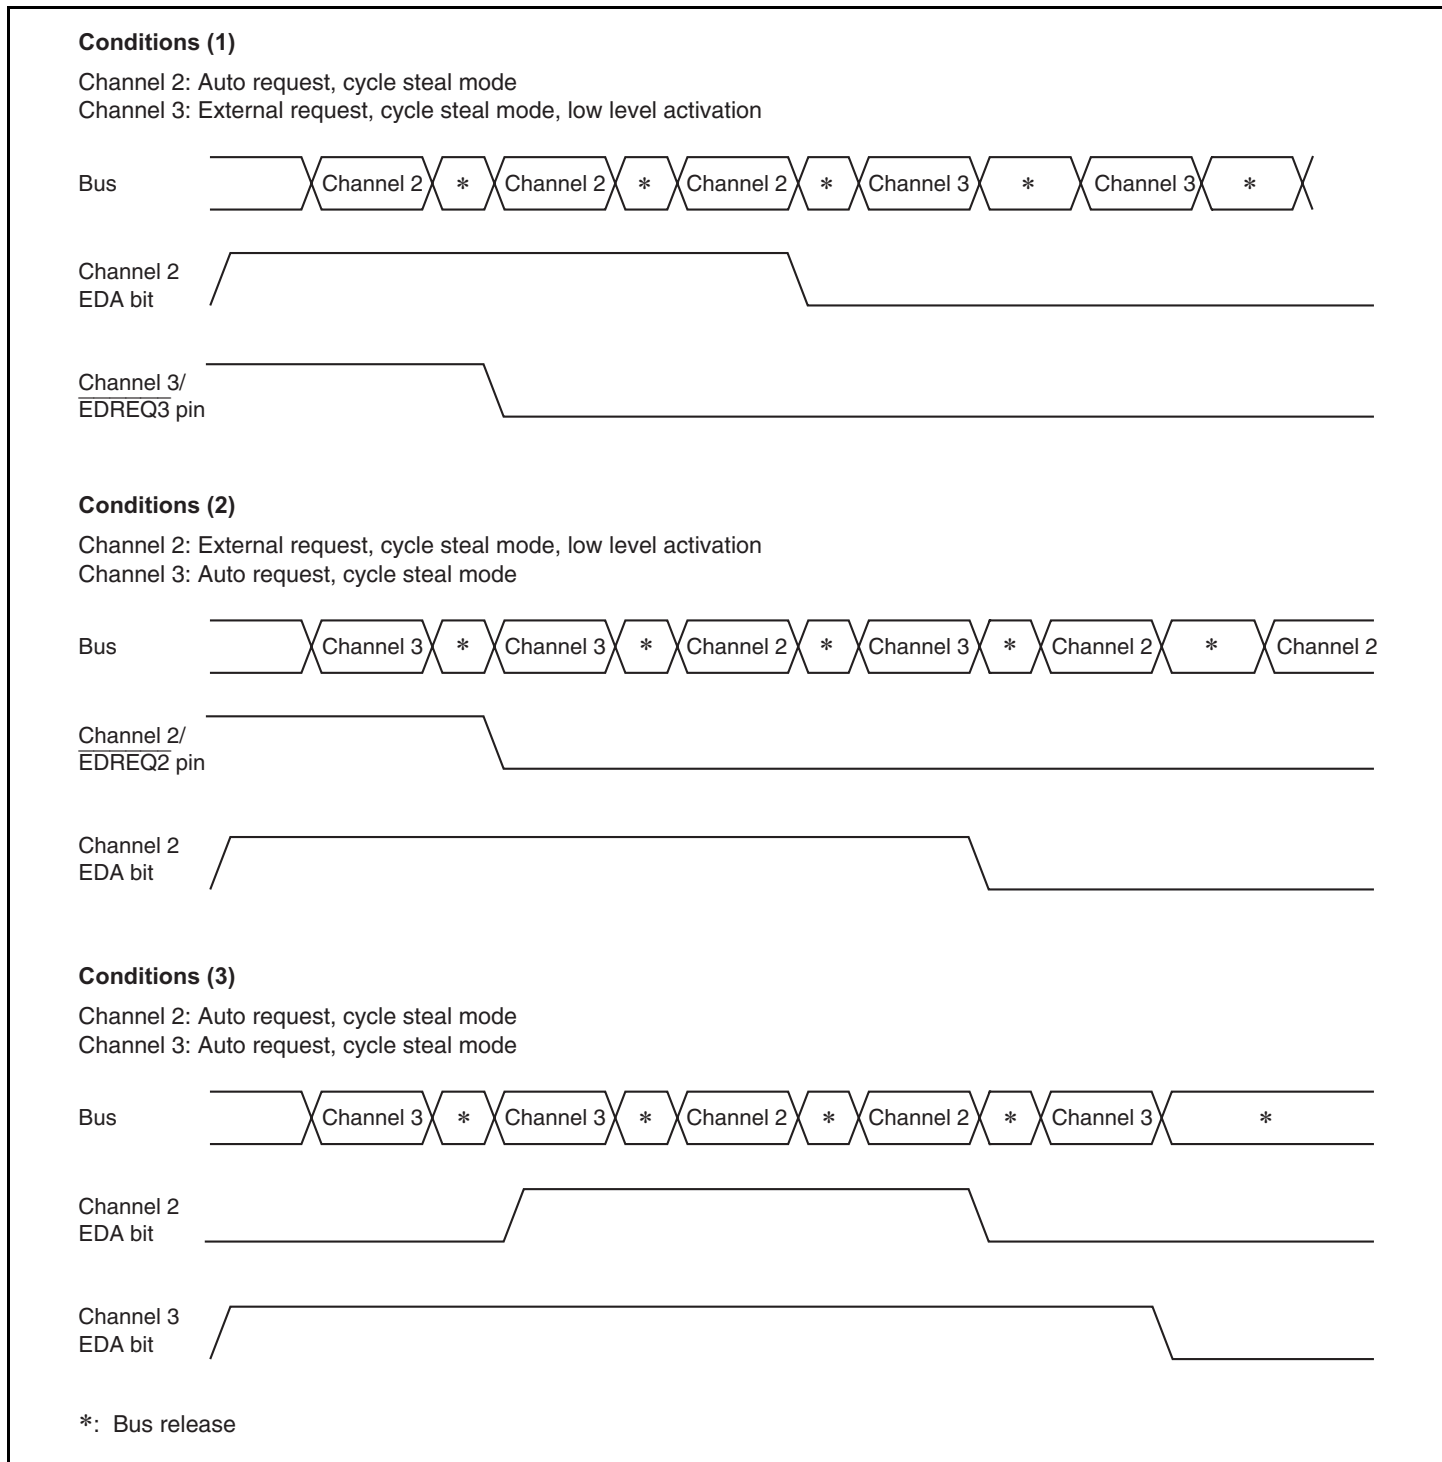 Conditions (1)
Channel 2: Auto request, cycle steal mode
Channel 3: External request, cycle steal mode, low level activation
Bus Channel 2 * Channel 2 * Channel 2 * Channel 3 * Channel 3 *
Channel 2
EDA bit
Channel 3/
EDREQ3 pin
Conditions (2)
Channel 2: External request, cycle steal mode, low level activation
Channel 3: Auto request, cycle steal mode
Bus Channel 3 * Channel 3 * Channel 2 * Channel 3 * Channel 2 * Channel 2
Channel 2/
EDREQ2 pin
Channel 2
EDA bit
Conditions (3)
Channel 2: Auto request, cycle steal mode
Channel 3: Auto request, cycle steal mode
Bus Channel 3 * Channel 3 * Channel 2 * Channel 2 * Channel 3 *
Channel 2
EDA bit
Channel 3
EDA bit
*: Bus release